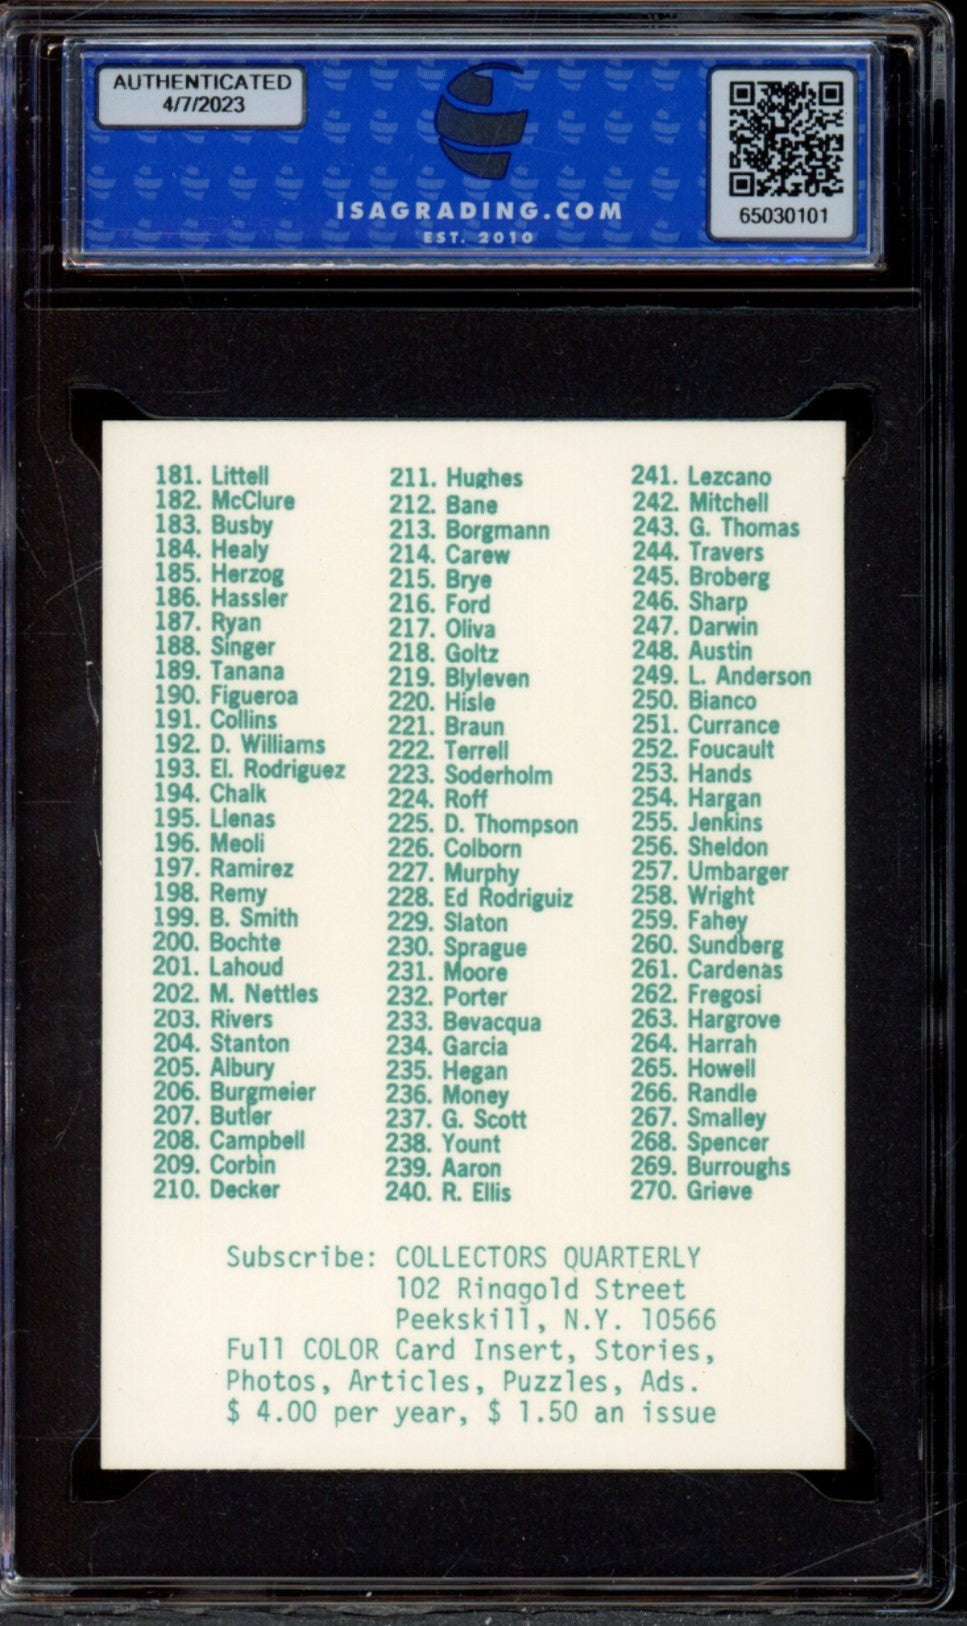 AUTHENTICATED
4/7/2023
ISAGRADING.COM
EST. 2010
65030101
181. Littell
182. McClure
183. Busby
184. Healy
185. Herzog
186. Hassler
187. Ryan
188. Singer
189. Tanana
190. Figueroa
191. Collins
192. D. Williams
193. El. Rodriguez
194. Chalk
195. Llenas
196. Meoli
197. Ramirez
198. Remy
199. B. Smith
200. Bochte
201. Lahoud
202. M. Nettles
203. Rivers
204. Stanton
205. Albury
206. Burgmeier
207. Butler
208. Campbell
209. Corbin
210. Decker
211. Hughes
212. Bane
213. Borgmann
214. Carew
215. Brye
216. Ford
217. Oliva
218. Goltz
219. Blyleven
220. Hisle
221. Braun
222. Terrell
223. Soderholm
224. Roff
225. D. Thompson
226. Colborn
227. Murphy
228. Ed Rodriguiz
229. Slaton
230. Sprague
231. Moore
232. Porter
233. Bevacqua
234. Garcia
235. Hegan
236. Money
237. G. Scott
238. Yount
239. Aaron
240. R. Ellis
241. Lezcano
242. Mitchell
243. G. Thomas
244. Travers
245. Broberg
246. Sharp
247. Darwin
248. Austin
249. L. Anderson
250. Bianco
251. Currance
252. Foucault
253. Hands
254. Hargan
255. Jenkins
256. Sheldon
257. Umbarger
258. Wright
259. Fahey
260. Sundberg
261. Cardenas
262. Fregosi
263. Hargrove
264. Harrah
265. Howell
266. Randle
267. Smalley
268. Spencer
269. Burroughs
270. Grieve
Subscribe: COLLECTORS QUARTERLY
102 Ringgold Street
Peekskill, N.Y. 10566
Full COLOR Card Insert, Stories,
Photos, Articles, Puzzles, Ads.
$ 4.00 per year, $ 1.50 an issue